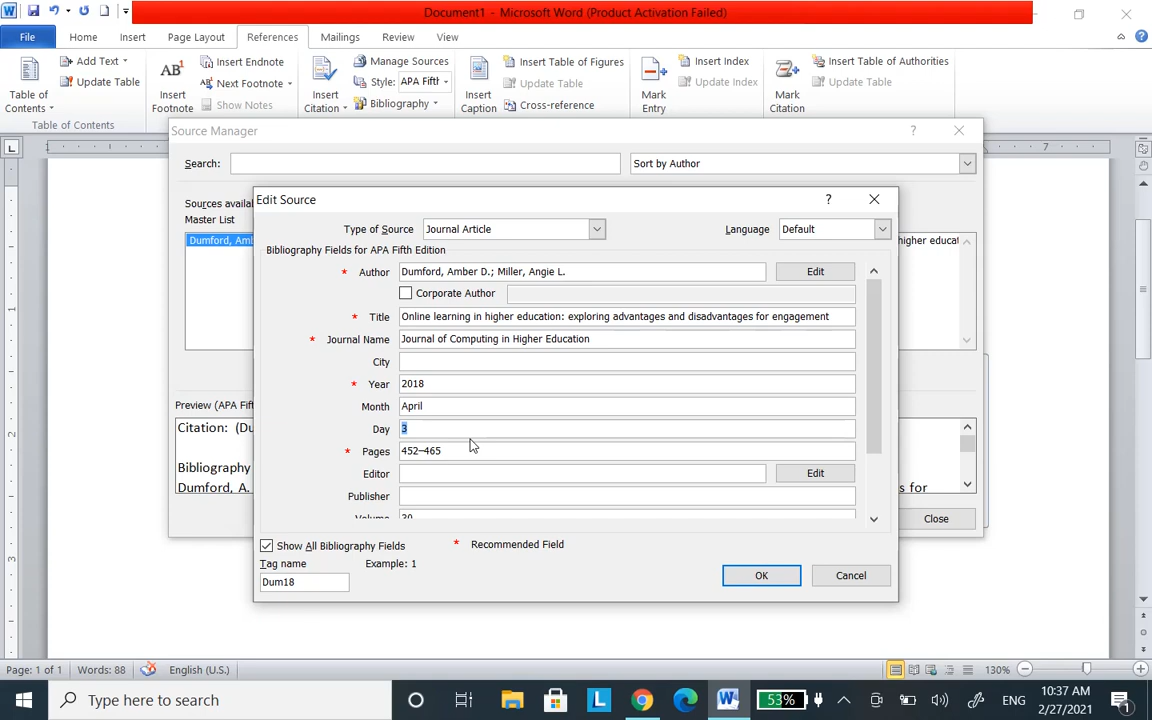 Document1 - Microsoft Word (Product Activation Failed)
File Home Insert Page Layout References Mailings Review View
Table of Contents
Add Text
Update Table
Table of Contents
AB1
Insert Footnote
Insert Endnote
Next Footnote
Show Notes
Insert Citation
Manage Sources
Style: APA Fifth
Bibliography
Insert Caption
Insert Table of Figures
Update Table
Cross-reference
Mark Entry
Insert Index
Update Index
Mark Citation
Insert Table of Authorities
Update Table
Source Manager
Search:
Sort by Author
Sources availa
Master List
Dumford, Amb
higher educat
Preview (APA Fift
Citation: (Du
Bibliography
Dumford, A.
s for
Close
Edit Source
Type of Source Journal Article
Language Default
Bibliography Fields for APA Fifth Edition
* Author Dumford, Amber D.; Miller, Angie L. Edit
Corporate Author
* Title Online learning in higher education: exploring advantages and disadvantages for engagement
* Journal Name Journal of Computing in Higher Education
City
* Year 2018
Month April
Day 3
* Pages 452–465
Editor Edit
Publisher
Volume 30
Show All Bibliography Fields * Recommended Field
Tag name Example: 1
Dum18
OK Cancel
Page: 1 of 1 Words: 88 English (U.S.) 130%
Type here to search
53% ENG 10:37 AM
2/27/2021
1